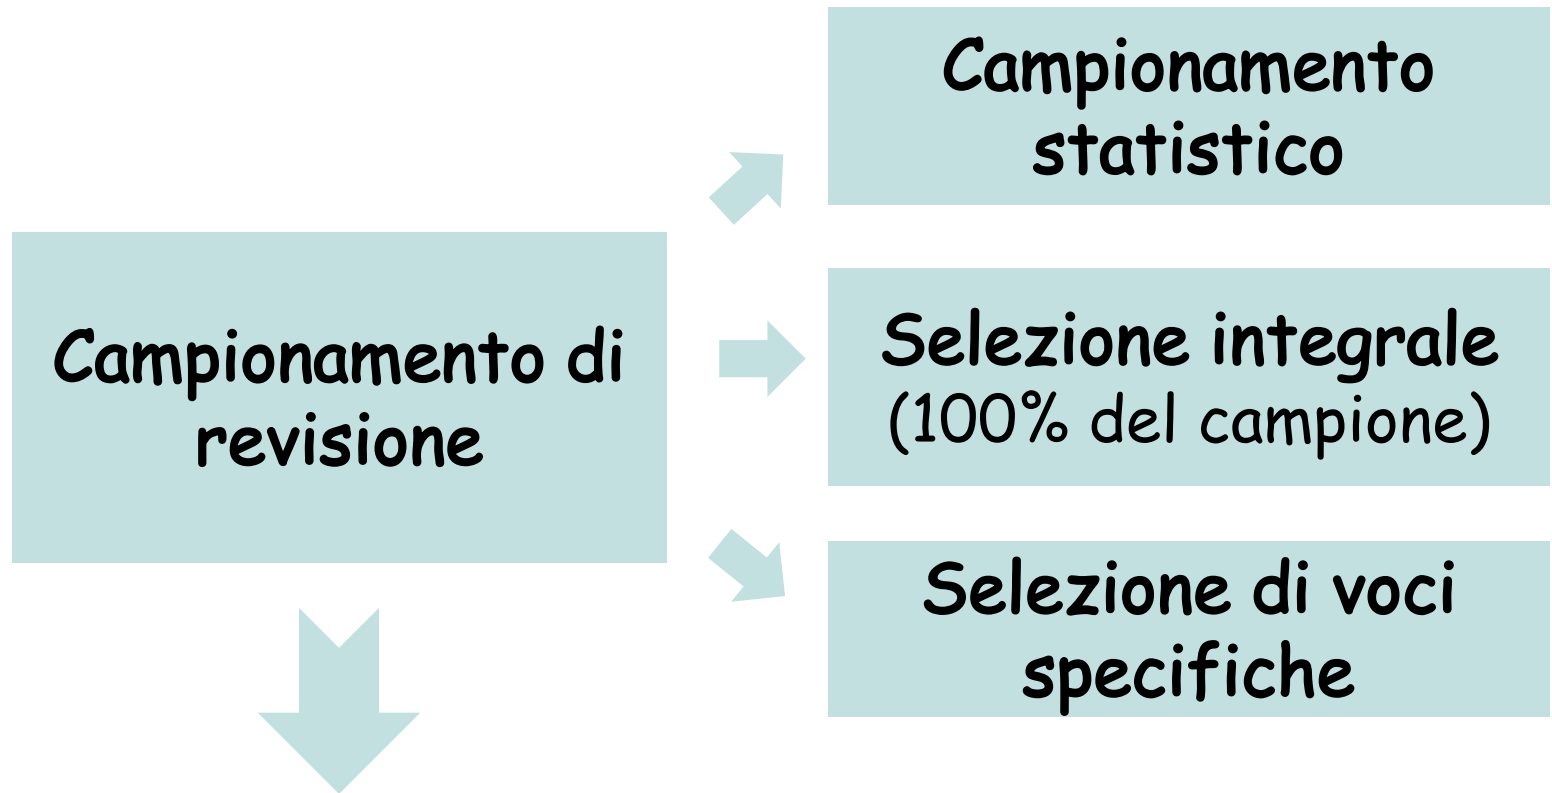 Campionamento di
revisione
Campionamento
statistico
Selezione integrale
(100% del campione)
Selezione di voci
specifiche